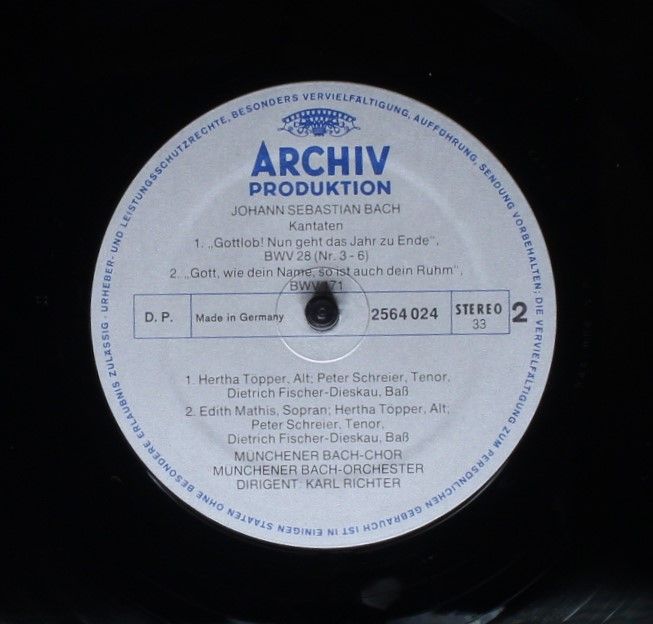 URHEBER- UND LEISTUNGSSCHUTZRECHTE, BESONDERS VERVIELFÄLTIGUNG, AUFFÜHRUNG, SENDUNG VORBEHALTEN; DIE VERVIELFÄLTIGUNG ZUM PERSÖNLICHEN GEBRAUCH IST IN EINIGEN STAATEN OHNE BESONDERE ERLAUBNIS ZULÄSSIG ·
ARCHIV
PRODUKTION
JOHANN SEBASTIAN BACH
Kantaten
1. „Gottlob! Nun geht das Jahr zu Ende",
BWV 28 (Nr. 3 - 6)
2. „Gott, wie dein Name, so ist auch dein Ruhm",
BWV 171
D. P. Made in Germany 2564 024 STEREO 33 2
1. Hertha Töpper, Alt; Peter Schreier, Tenor,
Dietrich Fischer-Dieskau, Baß
2. Edith Mathis, Sopran; Hertha Töpper, Alt;
Peter Schreier, Tenor,
Dietrich Fischer-Dieskau, Baß
MÜNCHENER BACH-CHOR
MÜNCHENER BACH-ORCHESTER
DIRIGENT: KARL RICHTER